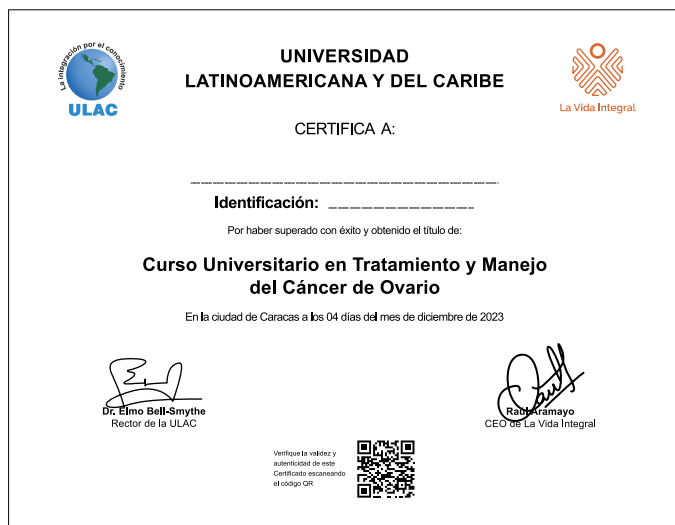 La integración por el conocimiento
ULAC
UNIVERSIDAD
LATINOAMERICANA Y DEL CARIBE
La Vida Integral
CERTIFICA A:
Identificación:
Por haber superado con éxito y obtenido el título de:
Curso Universitario en Tratamiento y Manejo
del Cáncer de Ovario
En la ciudad de Caracas a los 04 días del mes de diciembre de 2023
Dr. Elmo Bell-Smythe
Rector de la ULAC
Raúl Aramayo
CEO de La Vida Integral
Verifique la validez y
autenticidad de este
Certificado escaneando
el código QR